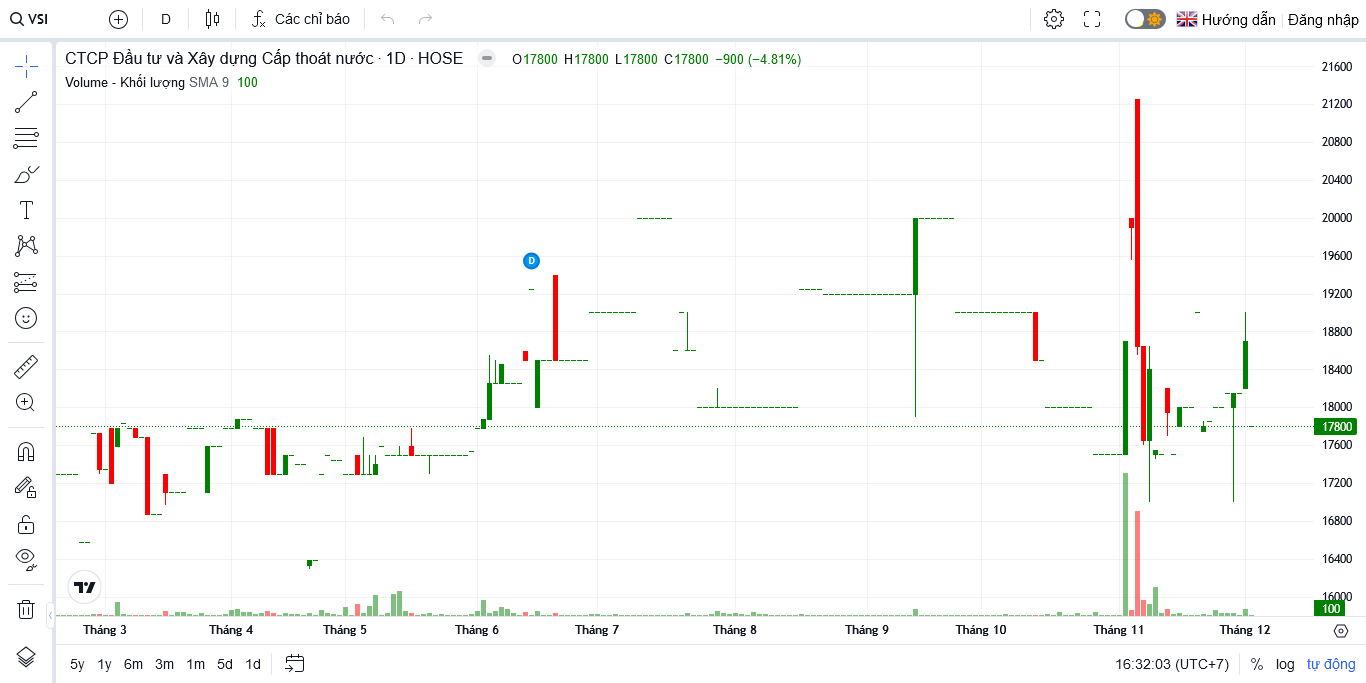 VSI D Các chỉ báo Hướng dẫn Đăng nhập
CTCP Đầu tư và Xây dựng Cấp thoát nước · 1D · HOSE O17800 H17800 L17800 C17800 −900 (−4.81%)
Volume - Khối lượng SMA 9 100
21600
21200
20800
20400
20000
19600
D
19200
18800
18400
18000
17800
17600
17200
16800
16400
16000
100
Tháng 3 Tháng 4 Tháng 5 Tháng 6 Tháng 7 Tháng 8 Tháng 9 Tháng 10 Tháng 11 Tháng 12
5y 1y 6m 3m 1m 5d 1d 16:32:03 (UTC+7) % log tự động